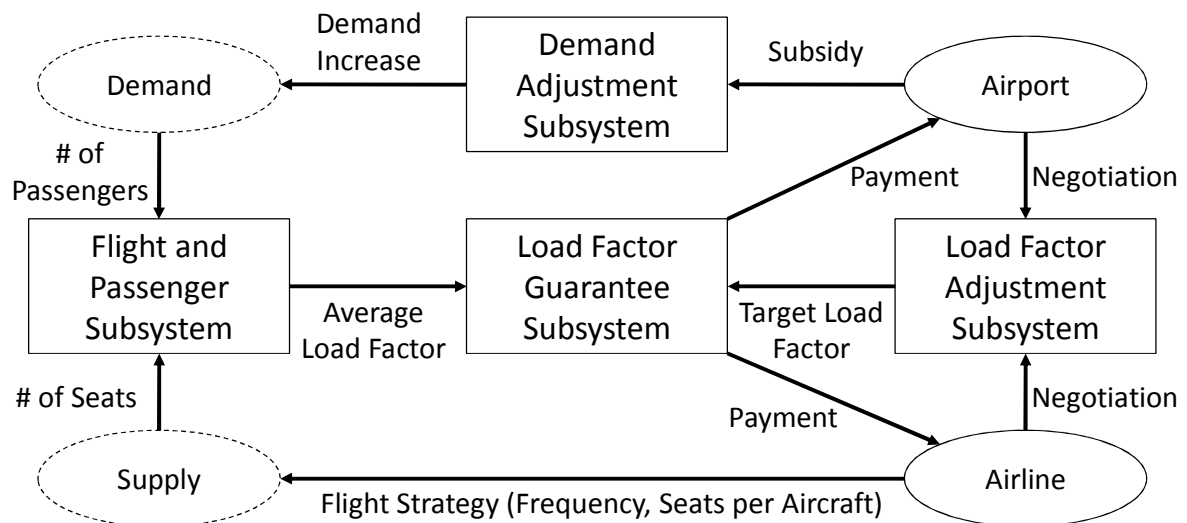 Demand
Increase
Demand
Demand
Adjustment
Subsystem
Subsidy
Airport
# of
Passengers
Payment
Negotiation
Flight and
Passenger
Subsystem
Average
Load Factor
Load Factor
Guarantee
Subsystem
Target Load
Factor
Load Factor
Adjustment
Subsystem
# of Seats
Payment
Negotiation
Supply
Flight Strategy (Frequency, Seats per Aircraft)
Airline